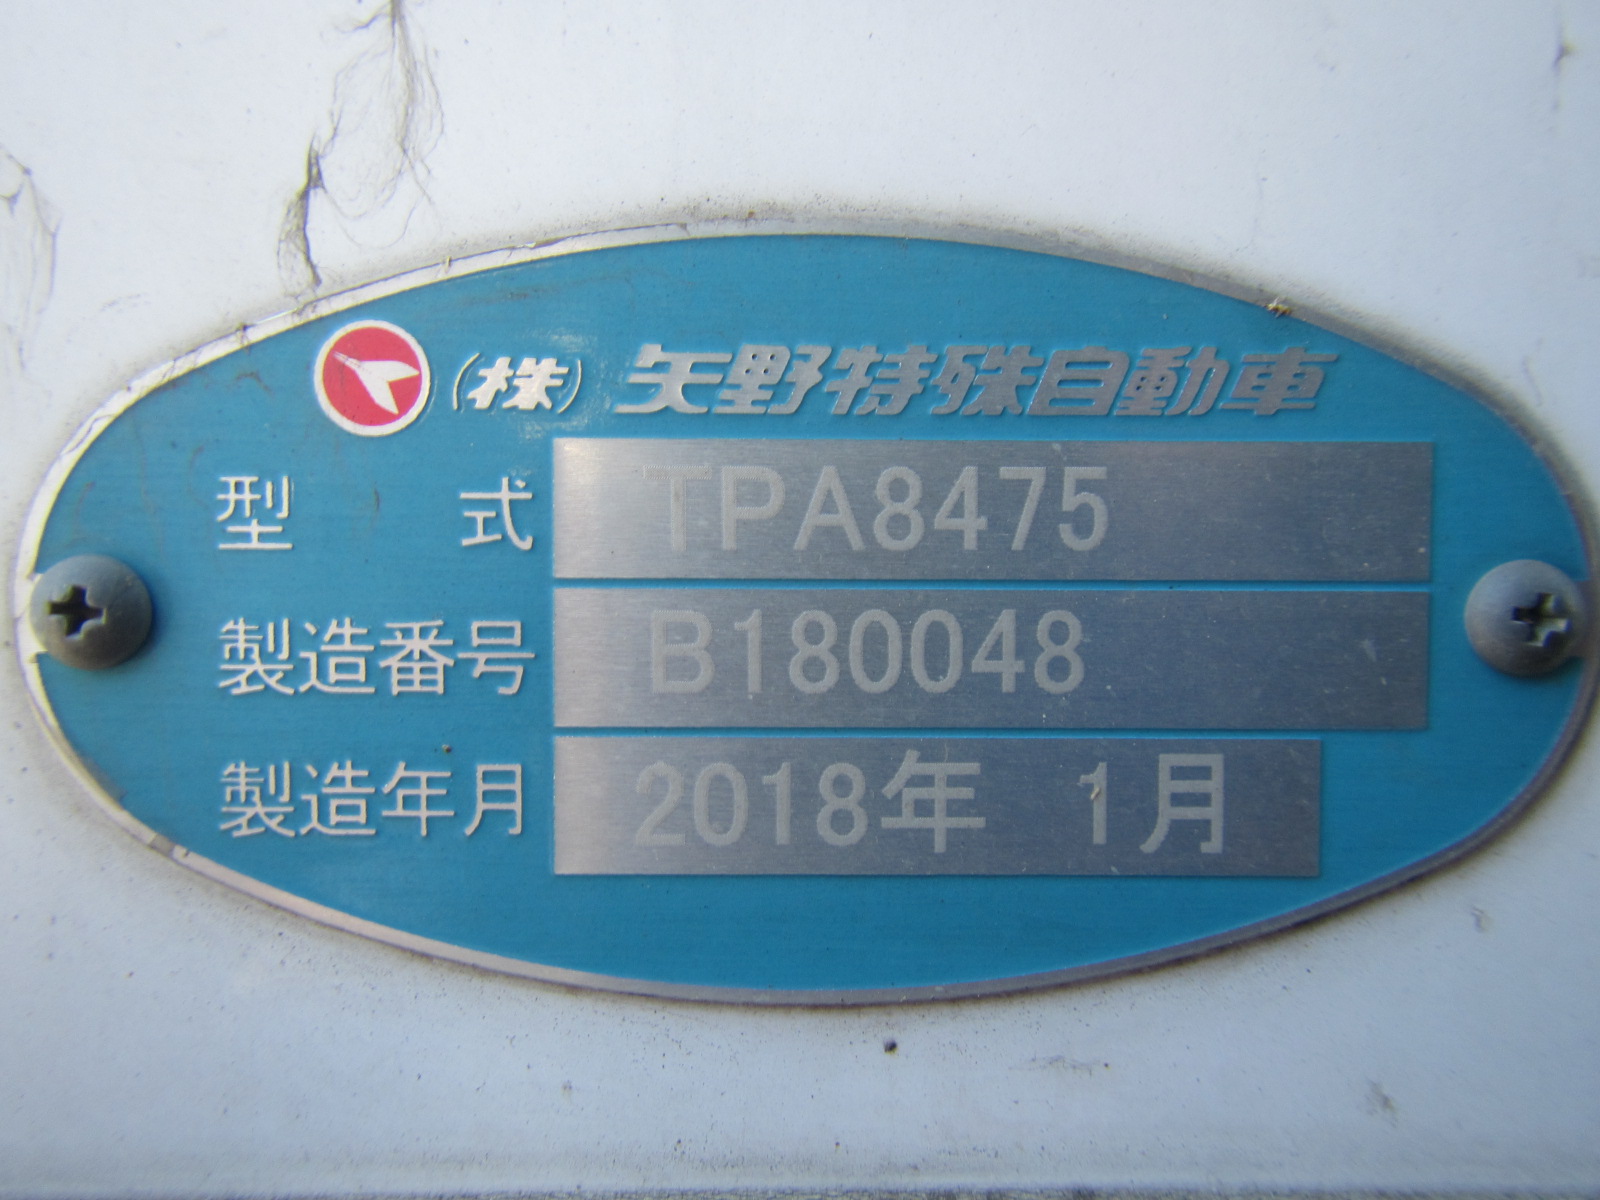 (株) 矢野特殊自動車
型式 TPA8475
製造番号 B180048
製造年月 2018年 1月